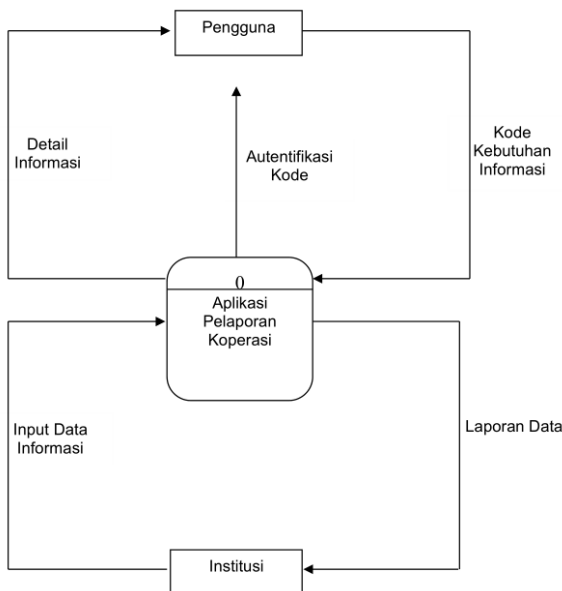 Pengguna
Detail
Informasi
Autentifikasi
Kode
Kode
Kebutuhan
Informasi
0
Aplikasi
Pelaporan
Koperasi
Input Data
Informasi
Laporan Data
Institusi